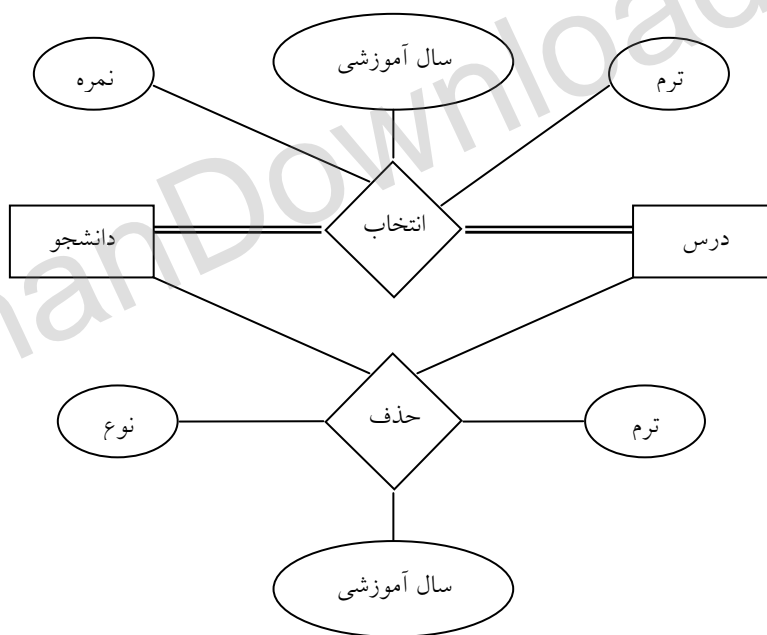 نمره
سال آموزشی
ترم
دانشجو
انتخاب
درس
حذف
نوع
ترم
سال آموزشی